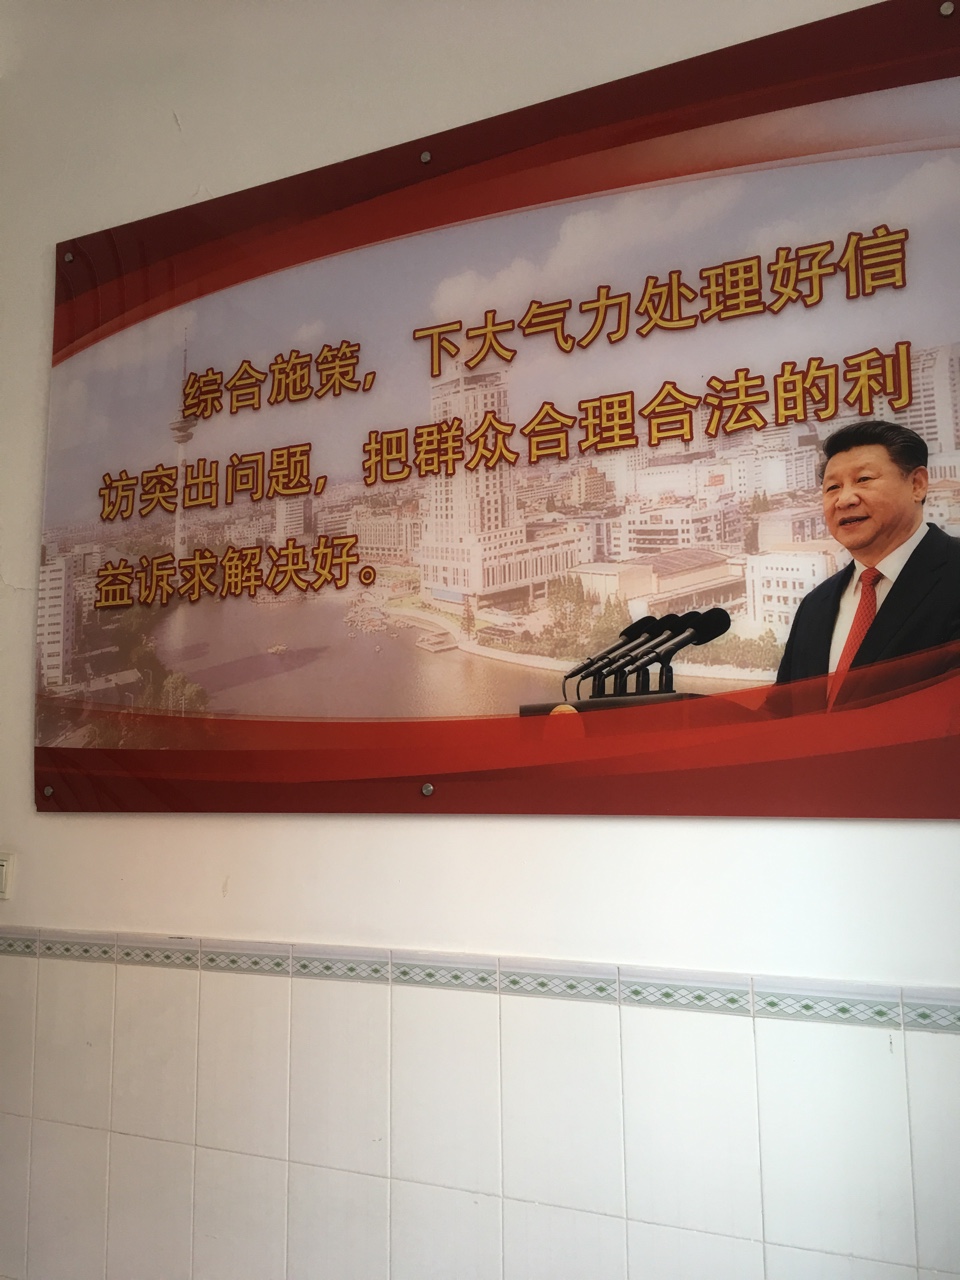 综合施策，下大气力处理好信
访突出问题，把群众合理合法的利
益诉求解决好。